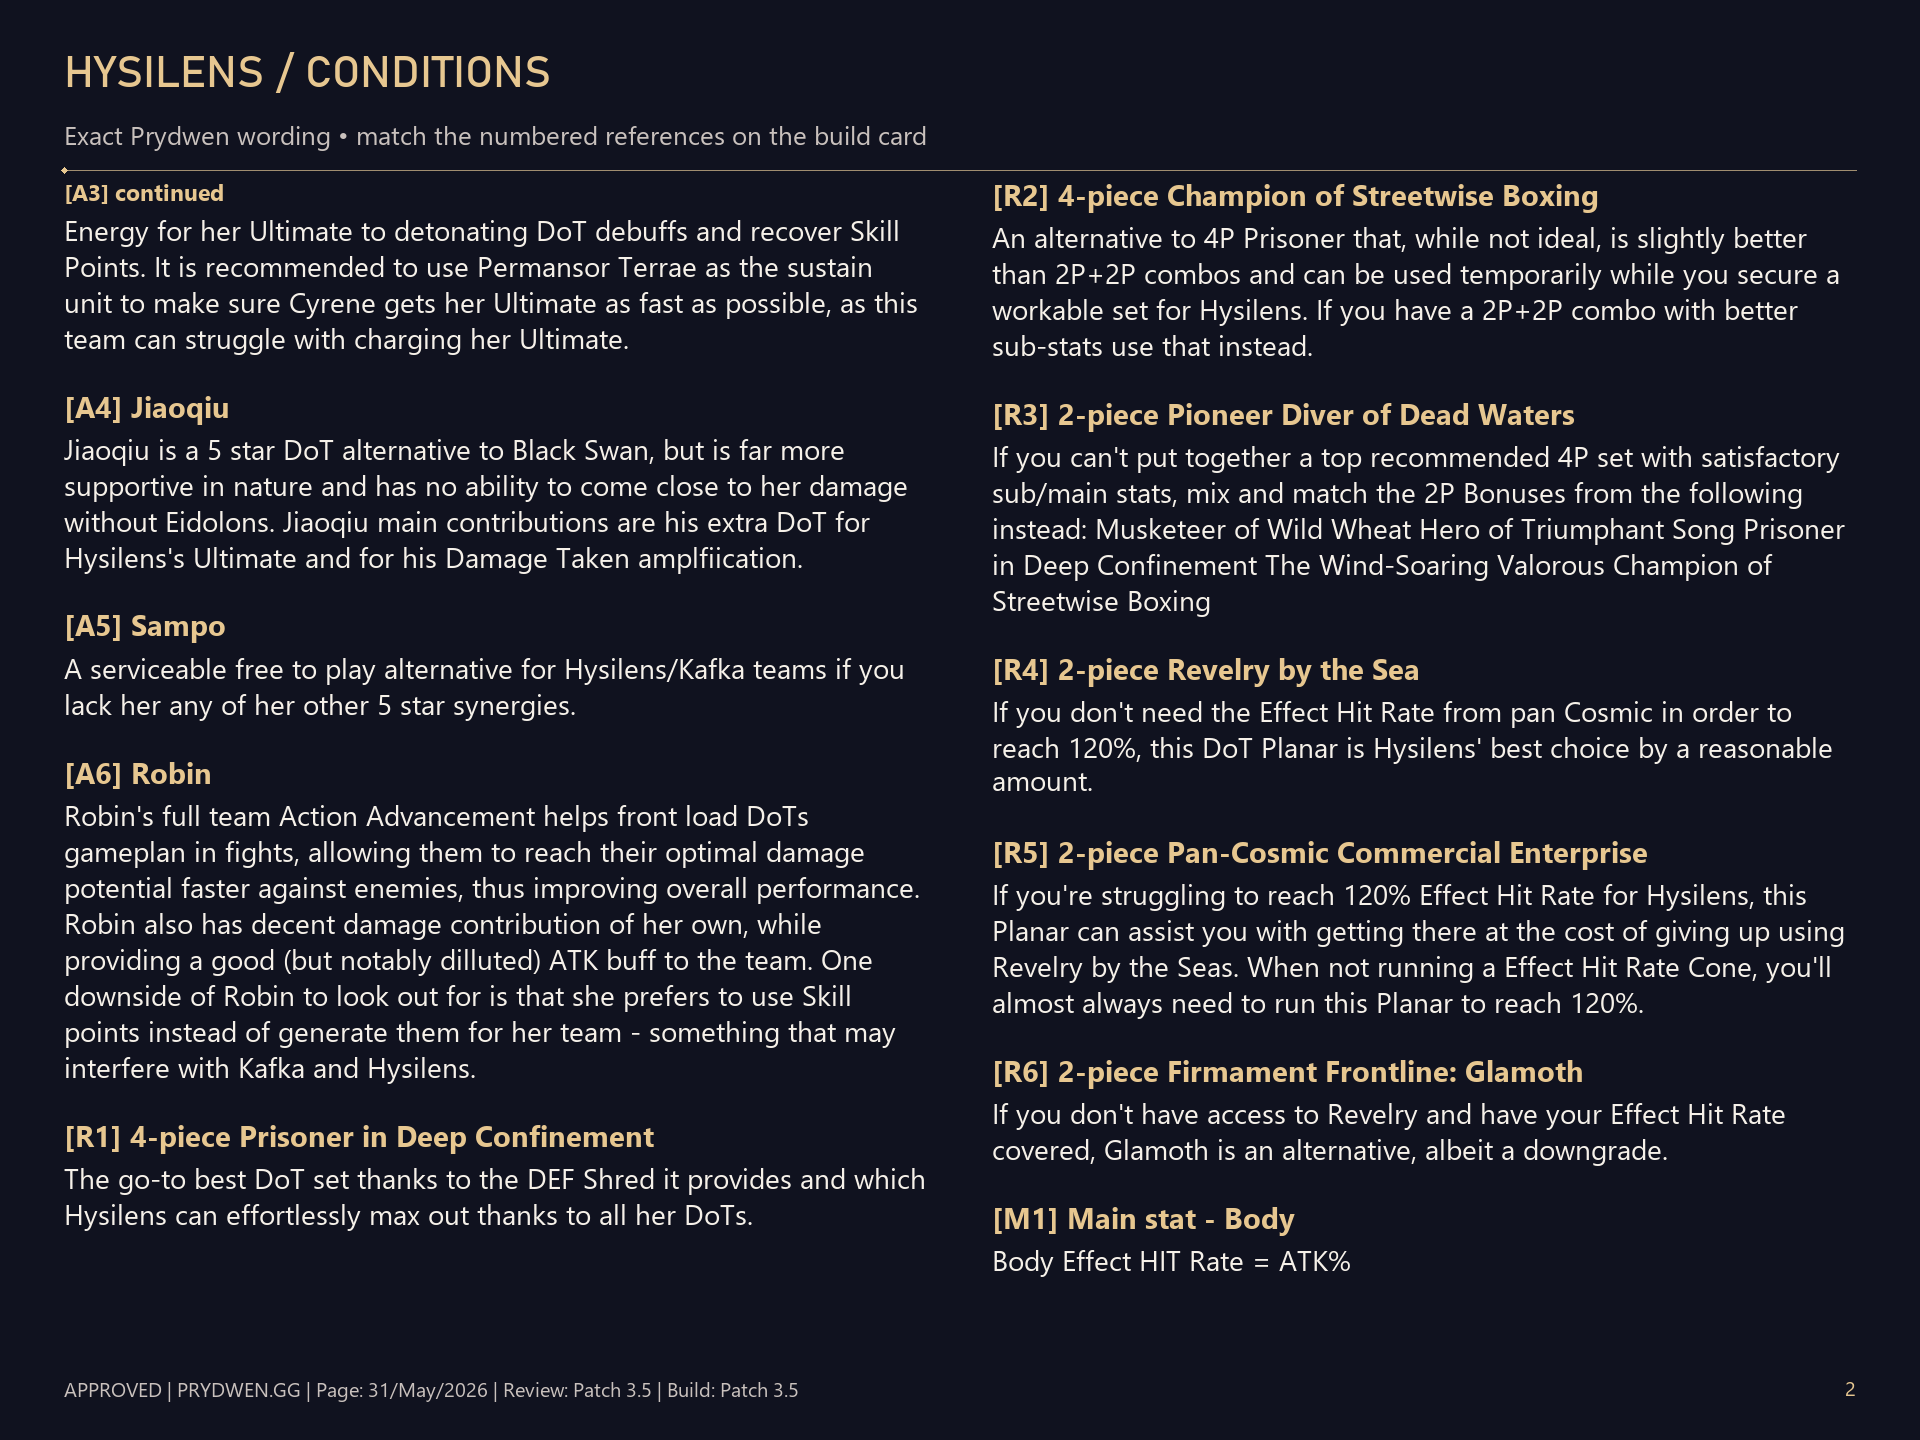 HYSILENS / CONDITIONS
Exact Prydwen wording • match the numbered references on the build card
[A3] continued
Energy for her Ultimate to detonating DoT debuffs and recover Skill
Points. It is recommended to use Permansor Terrae as the sustain
unit to make sure Cyrene gets her Ultimate as fast as possible, as this
team can struggle with charging her Ultimate.
[A4] Jiaoqiu
Jiaoqiu is a 5 star DoT alternative to Black Swan, but is far more
supportive in nature and has no ability to come close to her damage
without Eidolons. Jiaoqiu main contributions are his extra DoT for
Hysilens's Ultimate and for his Damage Taken amplfiication.
[A5] Sampo
A serviceable free to play alternative for Hysilens/Kafka teams if you
lack her any of her other 5 star synergies.
[A6] Robin
Robin's full team Action Advancement helps front load DoTs
gameplan in fights, allowing them to reach their optimal damage
potential faster against enemies, thus improving overall performance.
Robin also has decent damage contribution of her own, while
providing a good (but notably dilluted) ATK buff to the team. One
downside of Robin to look out for is that she prefers to use Skill
points instead of generate them for her team - something that may
interfere with Kafka and Hysilens.
[R1] 4-piece Prisoner in Deep Confinement
The go-to best DoT set thanks to the DEF Shred it provides and which
Hysilens can effortlessly max out thanks to all her DoTs.
[R2] 4-piece Champion of Streetwise Boxing
An alternative to 4P Prisoner that, while not ideal, is slightly better
than 2P+2P combos and can be used temporarily while you secure a
workable set for Hysilens. If you have a 2P+2P combo with better
sub-stats use that instead.
[R3] 2-piece Pioneer Diver of Dead Waters
If you can't put together a top recommended 4P set with satisfactory
sub/main stats, mix and match the 2P Bonuses from the following
instead: Musketeer of Wild Wheat Hero of Triumphant Song Prisoner
in Deep Confinement The Wind-Soaring Valorous Champion of
Streetwise Boxing
[R4] 2-piece Revelry by the Sea
If you don't need the Effect Hit Rate from pan Cosmic in order to
reach 120%, this DoT Planar is Hysilens' best choice by a reasonable
amount.
[R5] 2-piece Pan-Cosmic Commercial Enterprise
If you're struggling to reach 120% Effect Hit Rate for Hysilens, this
Planar can assist you with getting there at the cost of giving up using
Revelry by the Seas. When not running a Effect Hit Rate Cone, you'll
almost always need to run this Planar to reach 120%.
[R6] 2-piece Firmament Frontline: Glamoth
If you don't have access to Revelry and have your Effect Hit Rate
covered, Glamoth is an alternative, albeit a downgrade.
[M1] Main stat - Body
Body Effect HIT Rate = ATK%
APPROVED | PRYDWEN.GG | Page: 31/May/2026 | Review: Patch 3.5 | Build: Patch 3.5
2